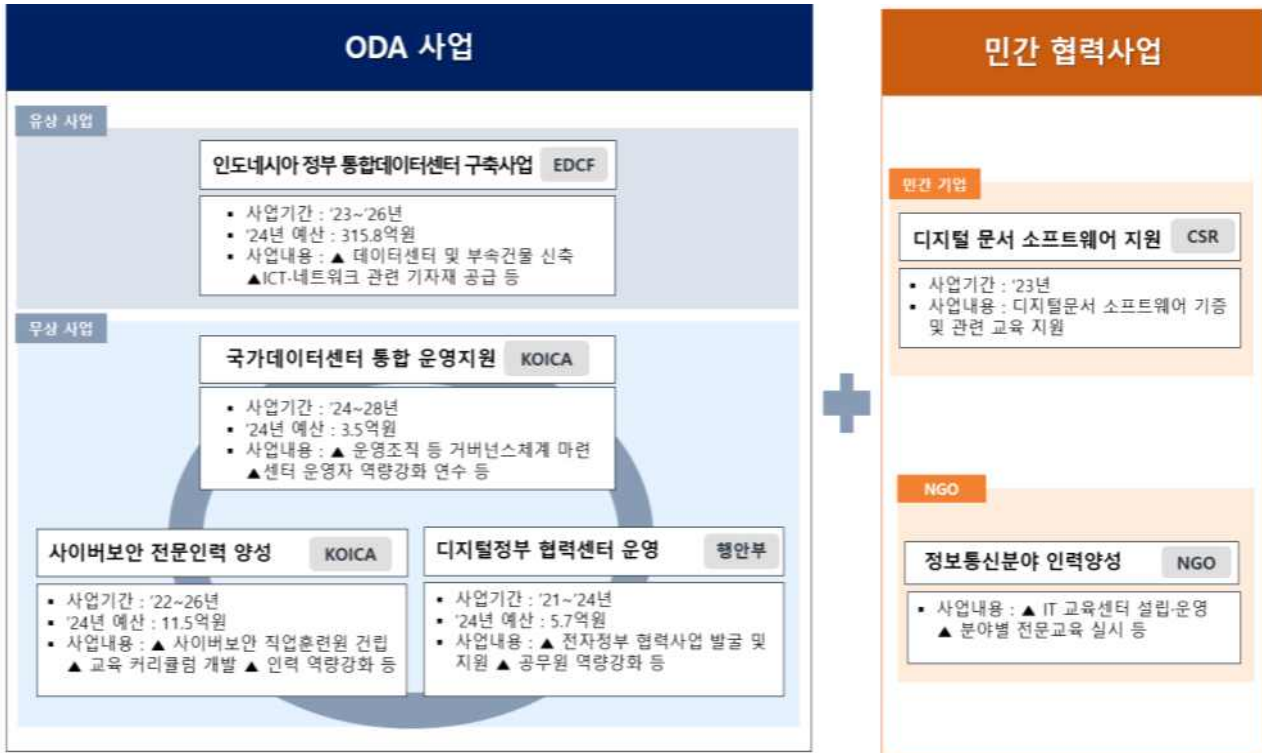 ODA 사업
유상 사업
인도네시아 정부 통합데이터센터 구축사업 EDCF
▪ 사업기간 : '23~'26년
▪ '24년 예산 : 315.8억원
▪ 사업내용 : ▲ 데이터센터 및 부속건물 신축
▲ICT·네트워크 관련 기자재 공급 등
무상 사업
국가데이터센터 통합 운영지원 KOICA
▪ 사업기간 : '24~28년
▪ '24년 예산 : 3.5억원
▪ 사업내용 : ▲ 운영조직 등 거버넌스체계 마련
▲센터 운영자 역량강화 연수 등
사이버보안 전문인력 양성 KOICA
▪ 사업기간 : '22~26년
▪ '24년 예산 : 11.5억원
▪ 사업내용 : ▲ 사이버보안 직업훈련원 건립
▲ 교육 커리큘럼 개발 ▲ 인력 역량강화 등
디지털정부 협력센터 운영 행안부
▪ 사업기간 : '21~'24년
▪ '24년 예산 : 5.7억원
▪ 사업내용 : ▲ 전자정부 협력사업 발굴 및
지원 ▲ 공무원 역량강화 등
민간 협력사업
민간 기업
디지털 문서 소프트웨어 지원 CSR
▪ 사업기간 : '23년
▪ 사업내용 : 디지털문서 소프트웨어 기증
및 관련 교육 지원
NGO
정보통신분야 인력양성 NGO
▪ 사업내용 : ▲ IT 교육센터 설립·운영
▲ 분야별 전문교육 실시 등